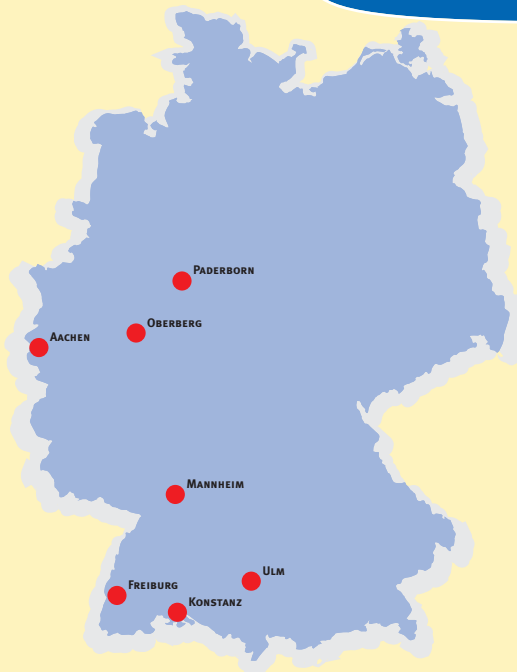 Paderborn
Oberberg
Aachen
Mannheim
Ulm
Freiburg
Konstanz